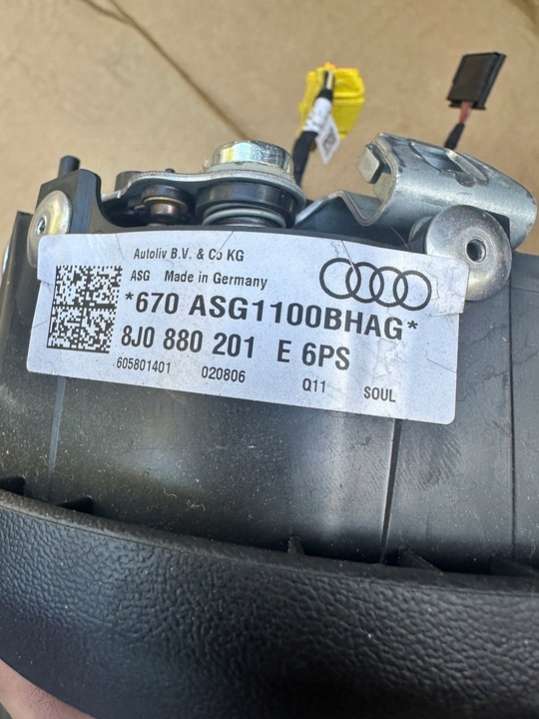 Autoliv B.V. & Co KG
ASG Made in Germany
*670 ASG1100BHAG*
8J0 880 201 E 6PS
605801401 020806 Q11 SOUL